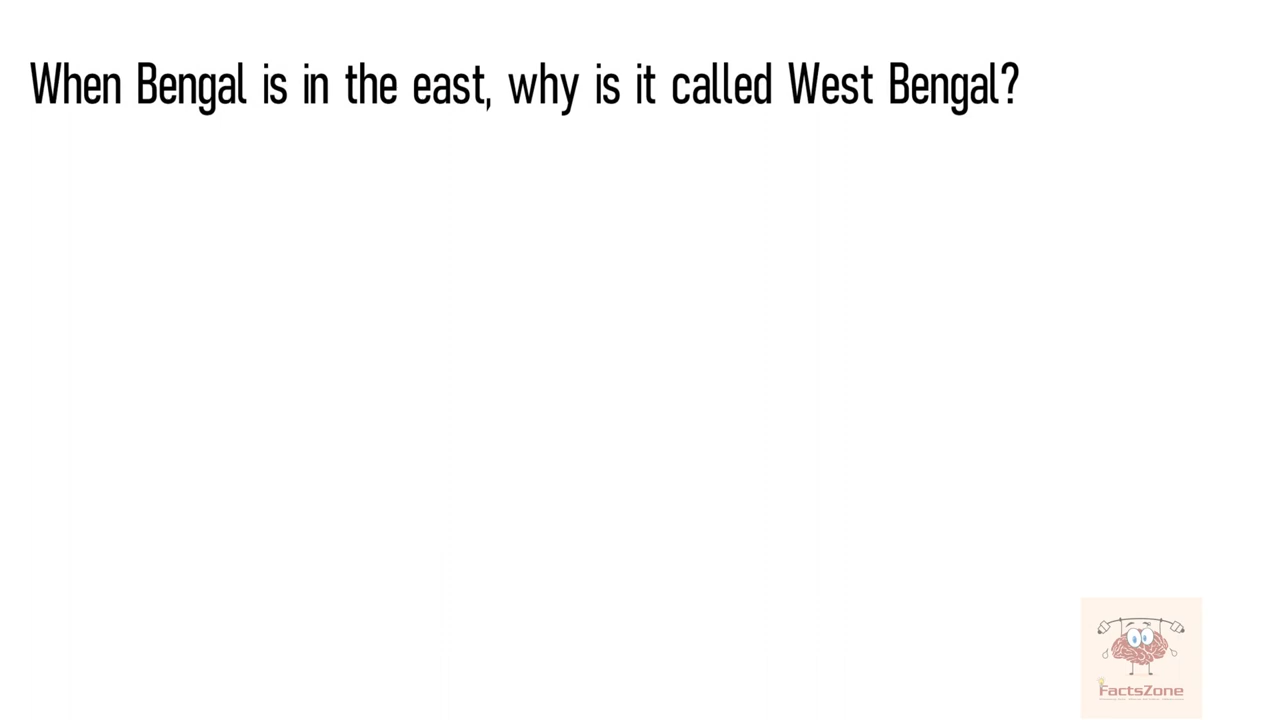 When Bengal is in the east, why is it called West Bengal?
FactsZone